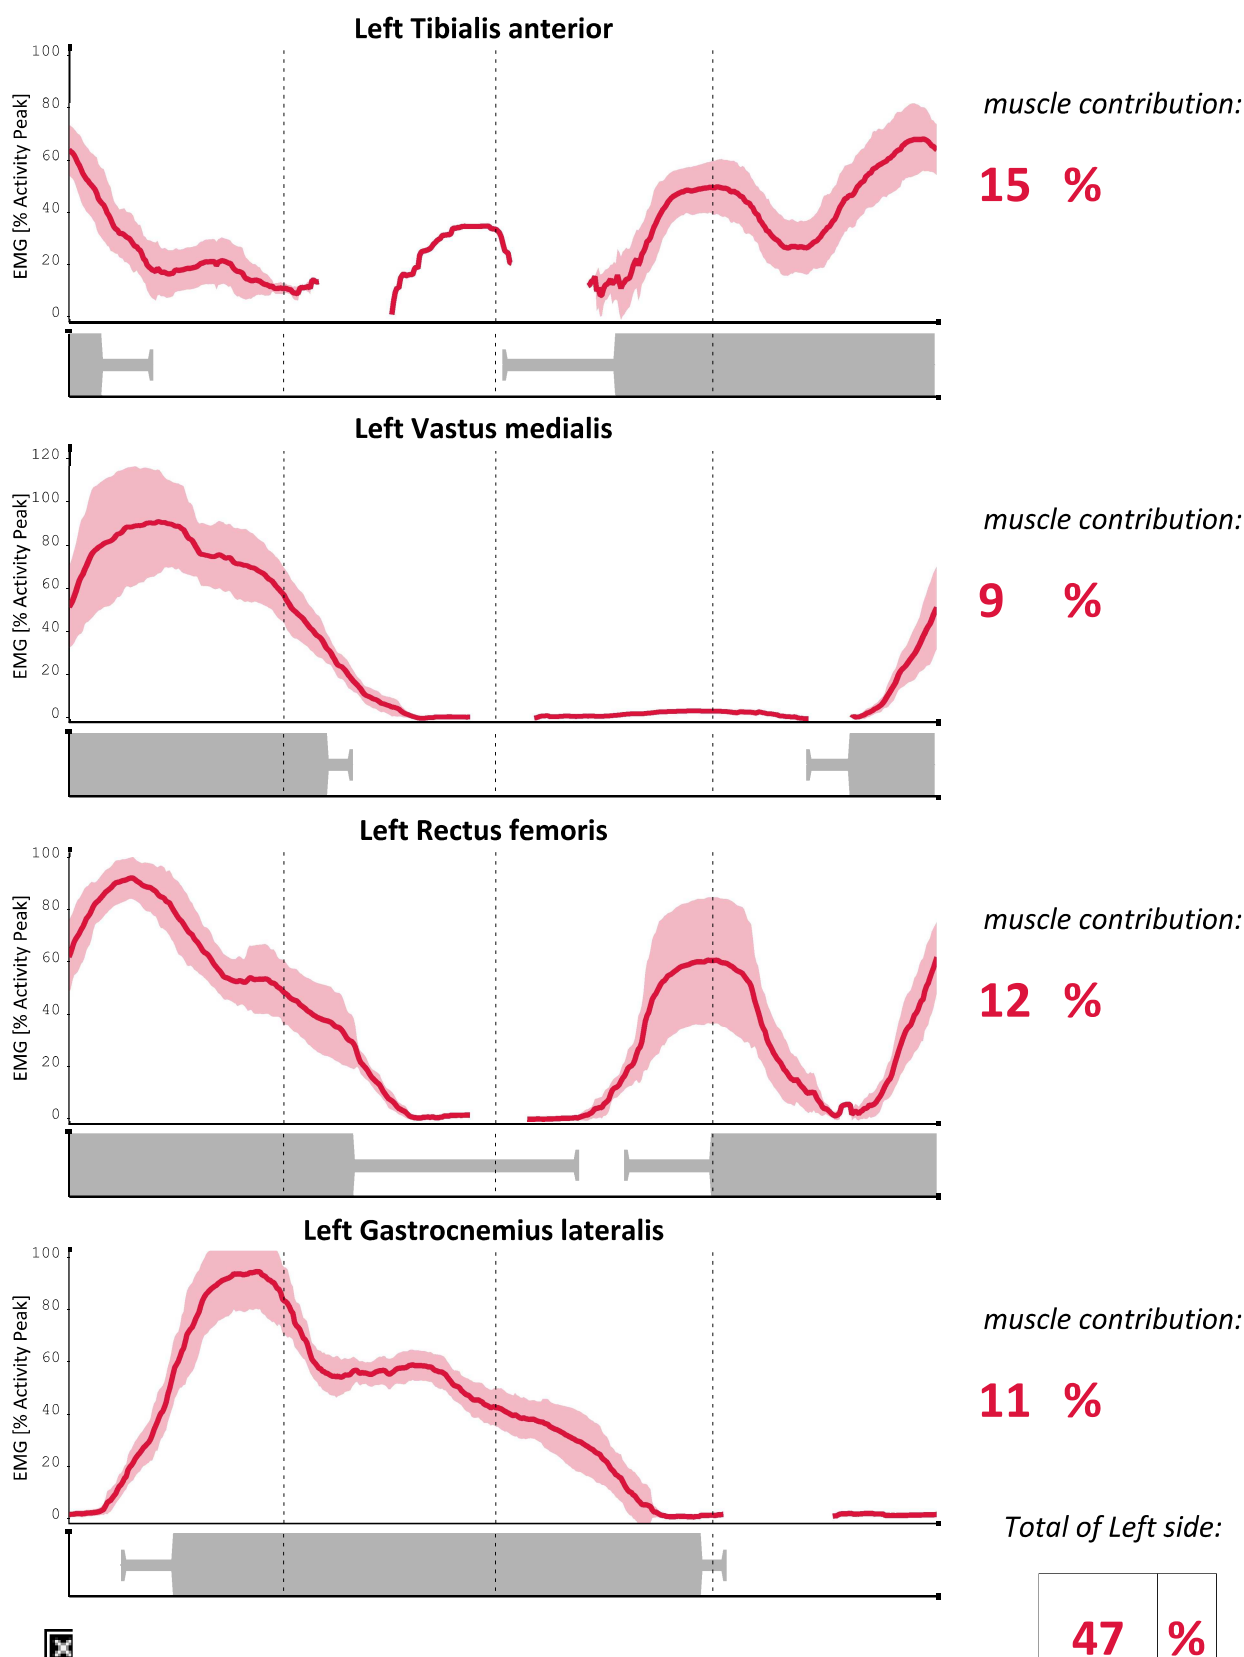 Left Tibialis anterior
100
80
60
40
20
0
EMG [% Activity Peak]
muscle contribution:
15 %
Left Vastus medialis
120
100
80
60
40
20
0
EMG [% Activity Peak]
muscle contribution:
9 %
Left Rectus femoris
100
80
60
40
20
0
EMG [% Activity Peak]
muscle contribution:
12 %
Left Gastrocnemius lateralis
100
80
60
40
20
0
EMG [% Activity Peak]
muscle contribution:
11 %
Total of Left side:
47 %